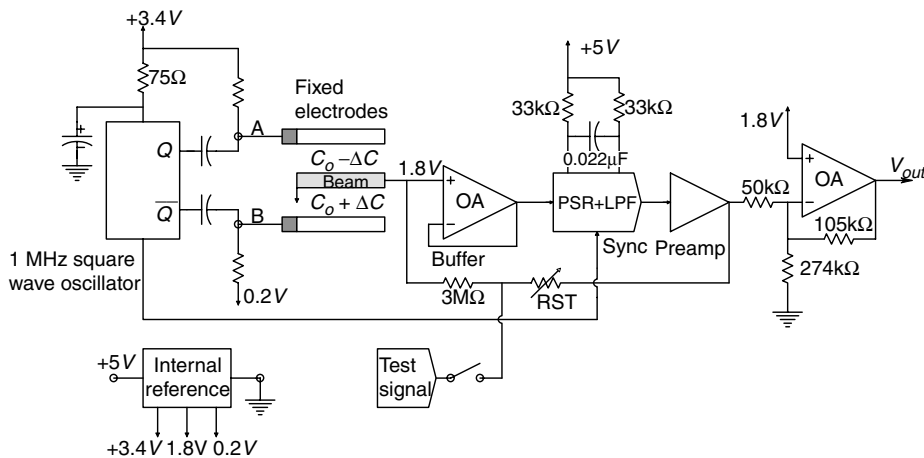 +3.4V
75Ω
Fixed
electrodes
+5V
33kΩ
33kΩ
0.022μF
1.8V
V_out
Q
A
C_o – ΔC
Beam
1.8V
+
OA
–
Buffer
PSR+LPF
Sync
Preamp
50kΩ
+
OA
–
105kΩ
274kΩ
+
–
Q̅
B
C_o + ΔC
1 MHz square
wave oscillator
0.2V
3MΩ
RST
+5V
Internal
reference
+3.4V
1.8V
0.2V
Test
signal